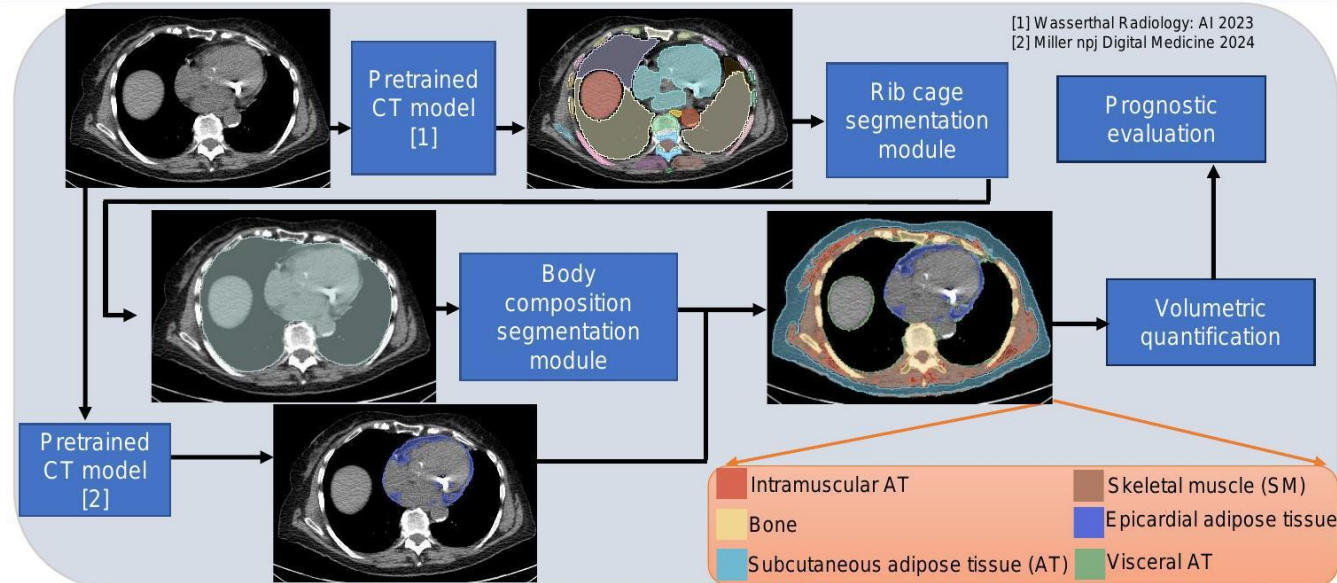 [1] Wasserthal Radiology: AI 2023
[2] Miller npj Digital Medicine 2024
Pretrained
CT model
[1]
Rib cage
segmentation
module
Prognostic
evaluation
Body
composition
segmentation
module
Volumetric
quantification
Pretrained
CT model
[2]
Intramuscular AT
Skeletal muscle (SM)
Bone
Epicardial adipose tissue
Subcutaneous adipose tissue (AT)
Visceral AT